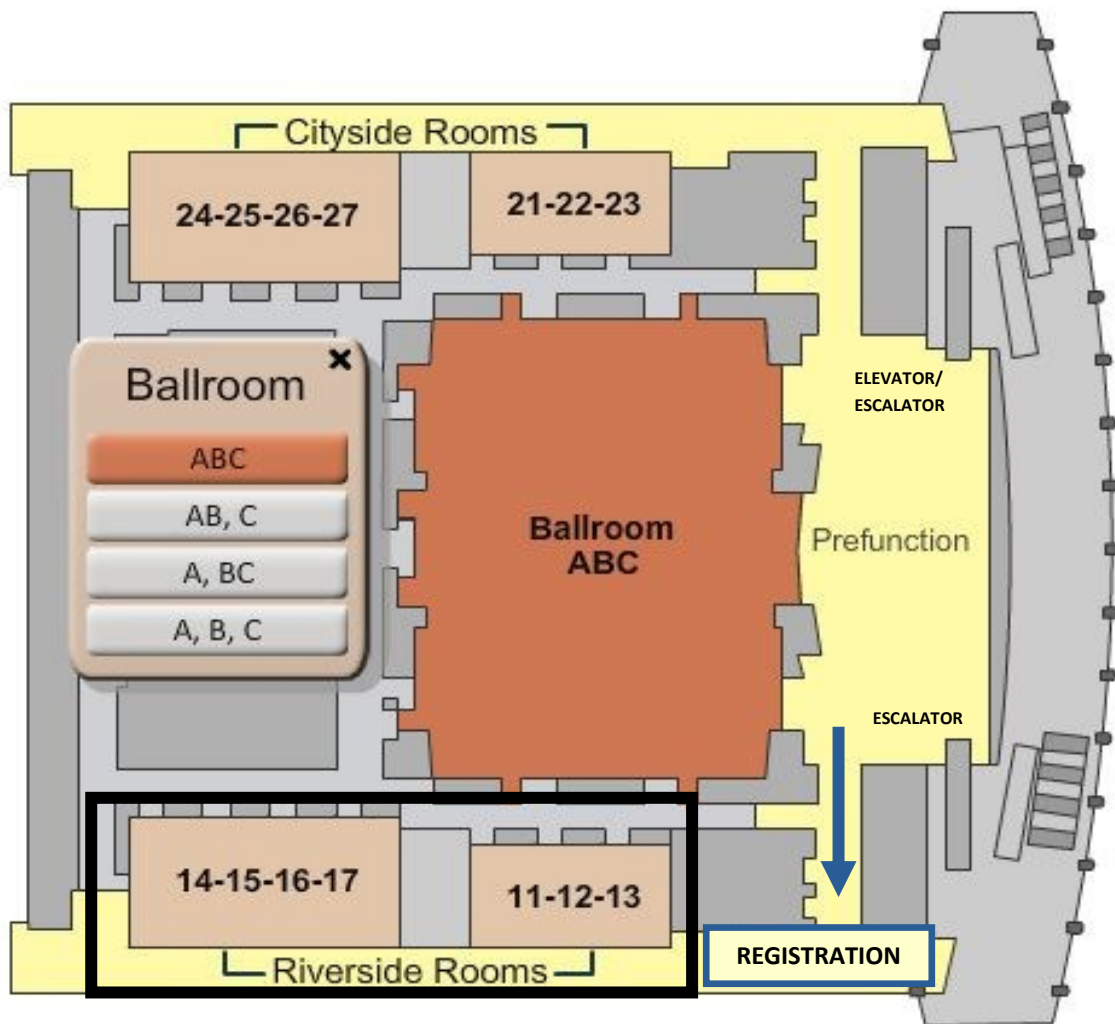 Cityside Rooms
24-25-26-27
21-22-23
Ballroom
ABC
AB, C
A, BC
A, B, C
Ballroom
ABC
ELEVATOR/
ESCALATOR
Prefunction
ESCALATOR
14-15-16-17
11-12-13
Riverside Rooms
REGISTRATION